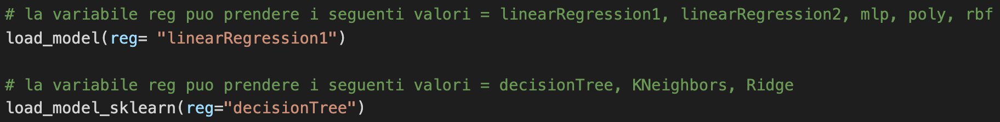 # la variabile reg puo prendere i seguenti valori = linearRegression1, linearRegression2, mlp, poly, rbf
load_model(reg= "linearRegression1")
# la variabile reg puo prendere i seguenti valori = decisionTree, KNeighbors, Ridge
load_model_sklearn(reg="decisionTree")